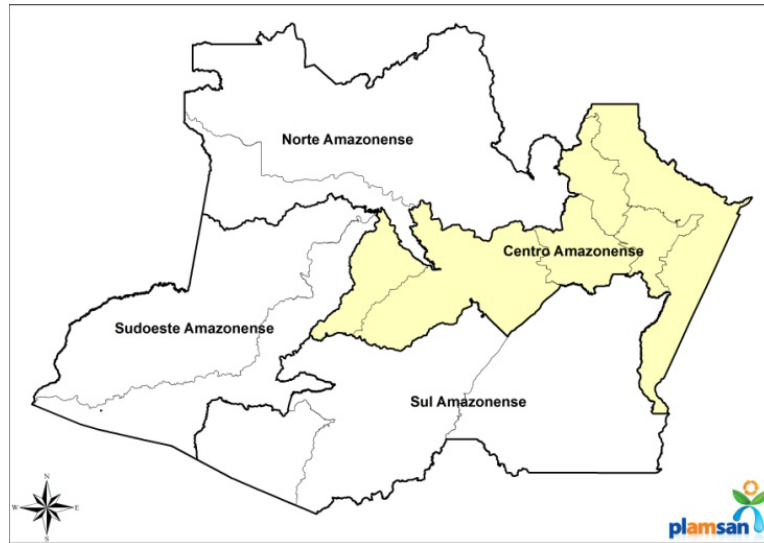 Norte Amazonense
Centro Amazonense
Sudoeste Amazonense
Sul Amazonense
N
W
E
S
plamsan